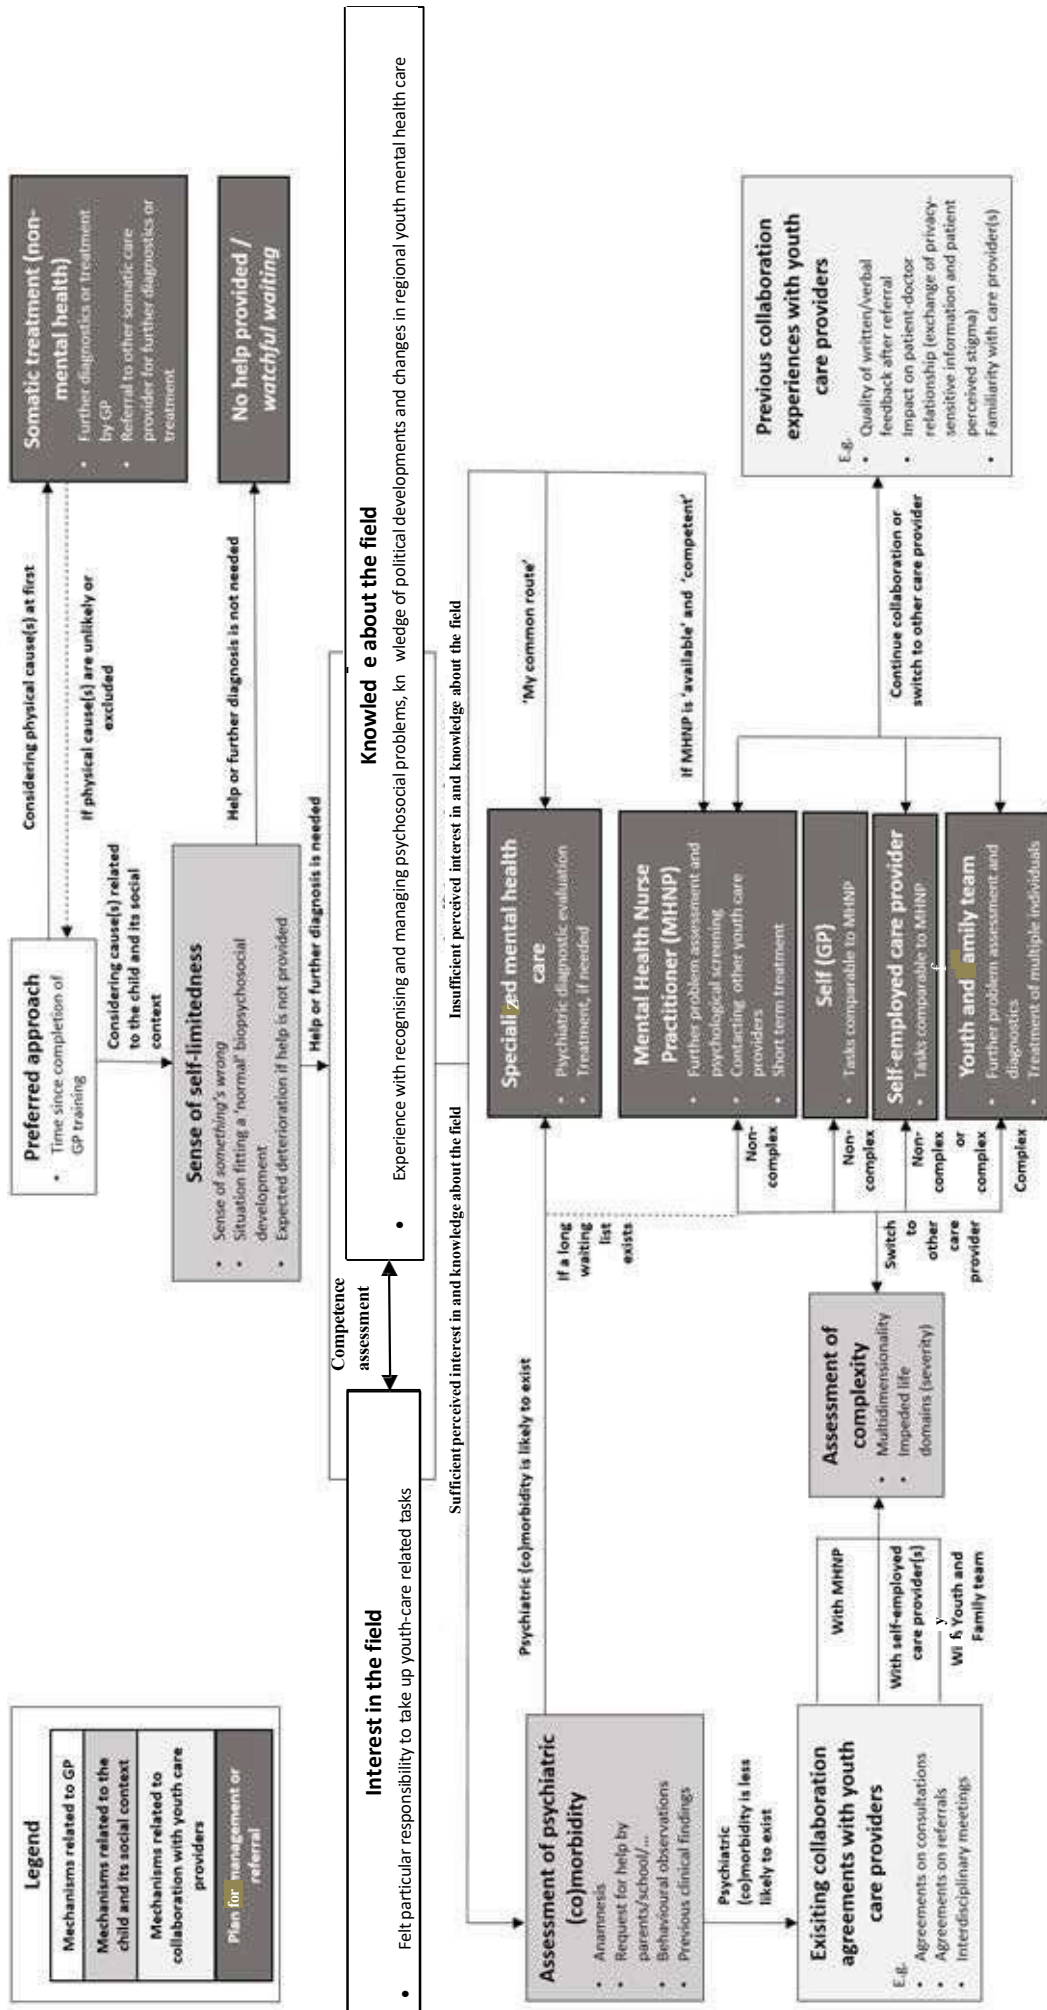 Legend
Mechanisms related to GP
Mechanisms related to the
child and its social context
Mechanisms related to
collaboration with youth care
providers
Plan for management or
referral
Preferred approach
• Time since completion of
GP training
Considering physical cause(s) at first
If physical cause(s) are unlikely or
excluded
Somatic treatment (non-
mental health)
• Further diagnostics or treatment
by GP
• Referral to other somatic care
provider for further diagnostics or
treatment
Considering cause(s) related
to the child and its social
context
Sense of self-limitedness
• Sense of something's wrong
• Situation fitting a 'normal' biopsychosocial
development
• Expected deterioration if help is not provided
Help or further diagnosis is not needed
No help provided /
watchful waiting
Help or further diagnosis is needed
Competence
assessment
Interest in the field
• Felt particular responsibility to take up youth-care related tasks
Knowled e about the field
• Experience with recognising and managing psychosocial problems, kn wledge of political developments and changes in regional youth mental health care
Sufficient perceived interest in and knowledge about the field
Insufficient perceived interest in and knowledge about the field
Assessment of psychiatric
(co)morbidity
• Anamnesis
• Request for help by
parents/school/...
• Behavioural observations
• Previous clinical findings
Psychiatric (co)morbidity is likely to exist
If a long
waiting
list
exists
Specialized mental health
care
• Psychiatric diagnostic evaluation
• Treatment, if needed
'My common route'
Mental Health Nurse
Practitioner (MHNP)
• Further problem assessment and
psychological screening
• Contacting other youth care
providers
• Short term treatment
If MHNP is 'available' and 'competent'
Psychiatric
(co)morbidity is less
likely to exist
Exisiting collaboration
agreements with youth
care providers
E.g.
• Agreements on consultations
• Agreements on referrals
• Interdisciplinary meetings
With MHNP
With self-employed
care provider(s)
Wi Youth and
Family team
y
Assessment of
complexity
• Multidimensionality
• Impeded life
domains (severity)
Switch
to
other
care
provider
Non-
complex
Non-
complex
Non-
complex
or
complex
Complex
Self (GP)
• Tasks comparable to MHNP
Self-employed care provider
• Tasks comparable to MHNP
f
Youth and amily team
• Further problem assessment and
diagnostics
• Treatment of multiple individuals
Continue collaboration or
switch to other care provider
Previous collaboration
experiences with youth
care providers
E.g.
• Quality of written/verbal
feedback after referral
• Impact on patient-doctor
relationship (exchange of privacy-
sensitive information and patient
perceived stigma)
• Familiarity with care provider(s)